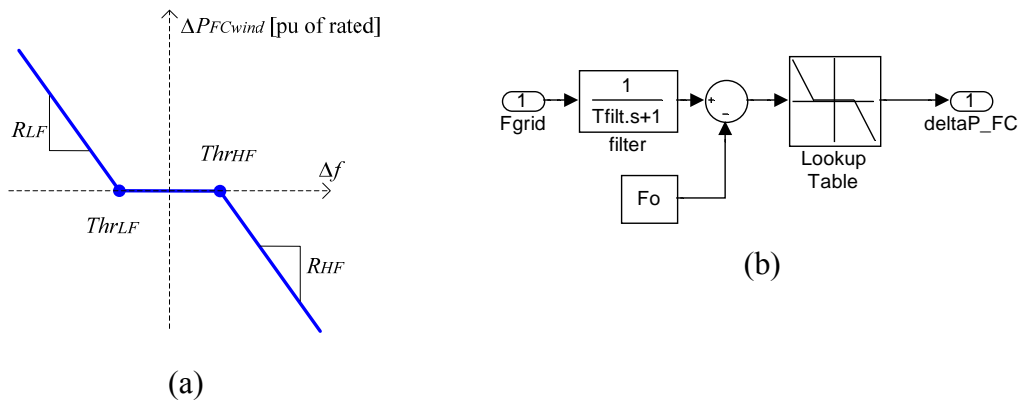 ΔPFCwind [pu of rated]
RLF
ThrHF
Δf
ThrLF
RHF
(a)
1
Fgrid
1
Tfilt.s+1
filter
+
−
Fo
Lookup
Table
1
deltaP_FC
(b)